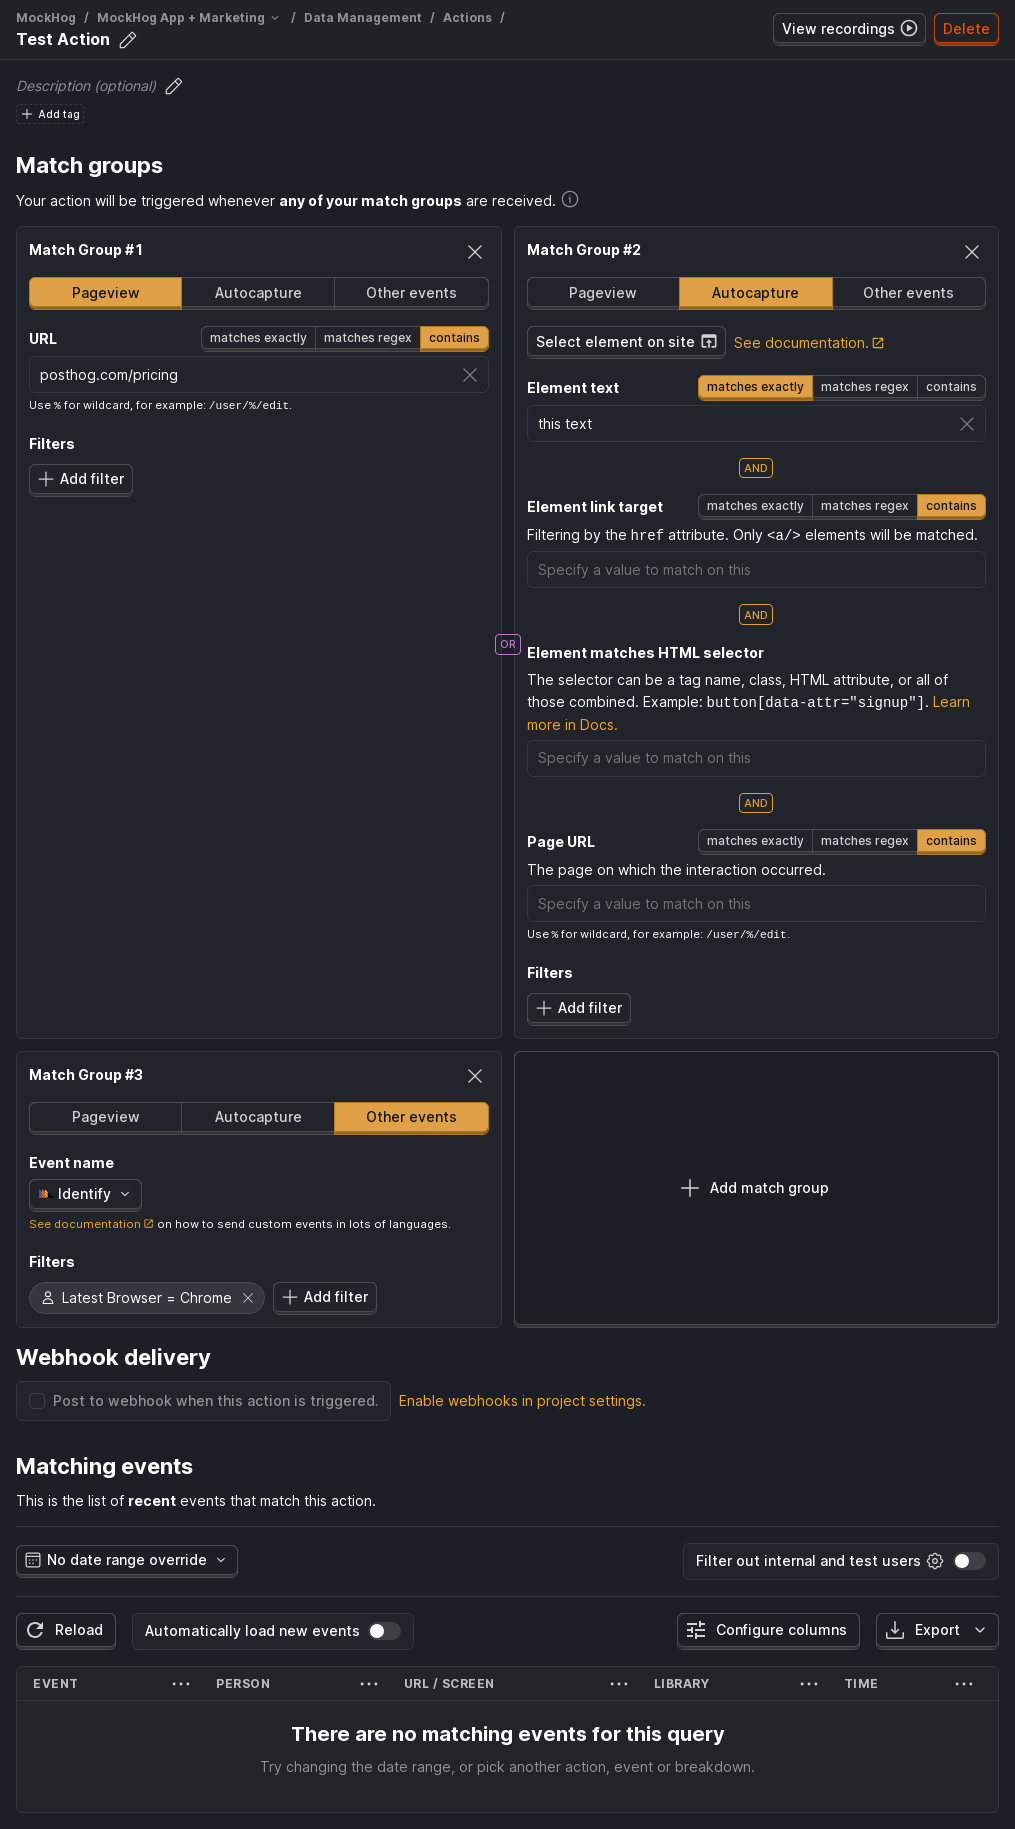 MockHog / MockHog App + Marketing / Data Management / Actions /
Test Action
View recordings
Delete
Description (optional)
Add tag
Match groups
Your action will be triggered whenever any of your match groups are received.
Match Group #1
Pageview Autocapture Other events
URL matches exactly matches regex contains
posthog.com/pricing
Use % for wildcard, for example: /user/%/edit.
Filters
Add filter
OR
Match Group #2
Pageview Autocapture Other events
Select element on site See documentation.
Element text matches exactly matches regex contains
this text
AND
Element link target matches exactly matches regex contains
Filtering by the href attribute. Only <a/> elements will be matched.
Specify a value to match on this
AND
Element matches HTML selector
The selector can be a tag name, class, HTML attribute, or all of
those combined. Example: button[data-attr="signup"]. Learn
more in Docs.
Specify a value to match on this
AND
Page URL matches exactly matches regex contains
The page on which the interaction occurred.
Specify a value to match on this
Use % for wildcard, for example: /user/%/edit.
Filters
Add filter
Match Group #3
Pageview Autocapture Other events
Event name
Identify
See documentation on how to send custom events in lots of languages.
Filters
Latest Browser = Chrome Add filter
Add match group
Webhook delivery
Post to webhook when this action is triggered. Enable webhooks in project settings.
Matching events
This is the list of recent events that match this action.
No date range override Filter out internal and test users
Reload Automatically load new events Configure columns Export
EVENT PERSON URL / SCREEN LIBRARY TIME
There are no matching events for this query
Try changing the date range, or pick another action, event or breakdown.